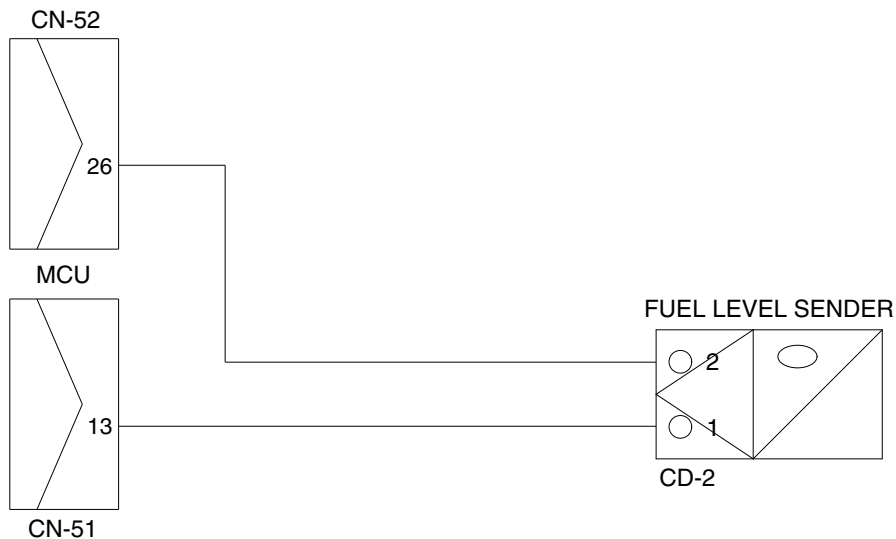 CN-52
26
MCU
FUEL LEVEL SENDER
2
13
1
CD-2
CN-51